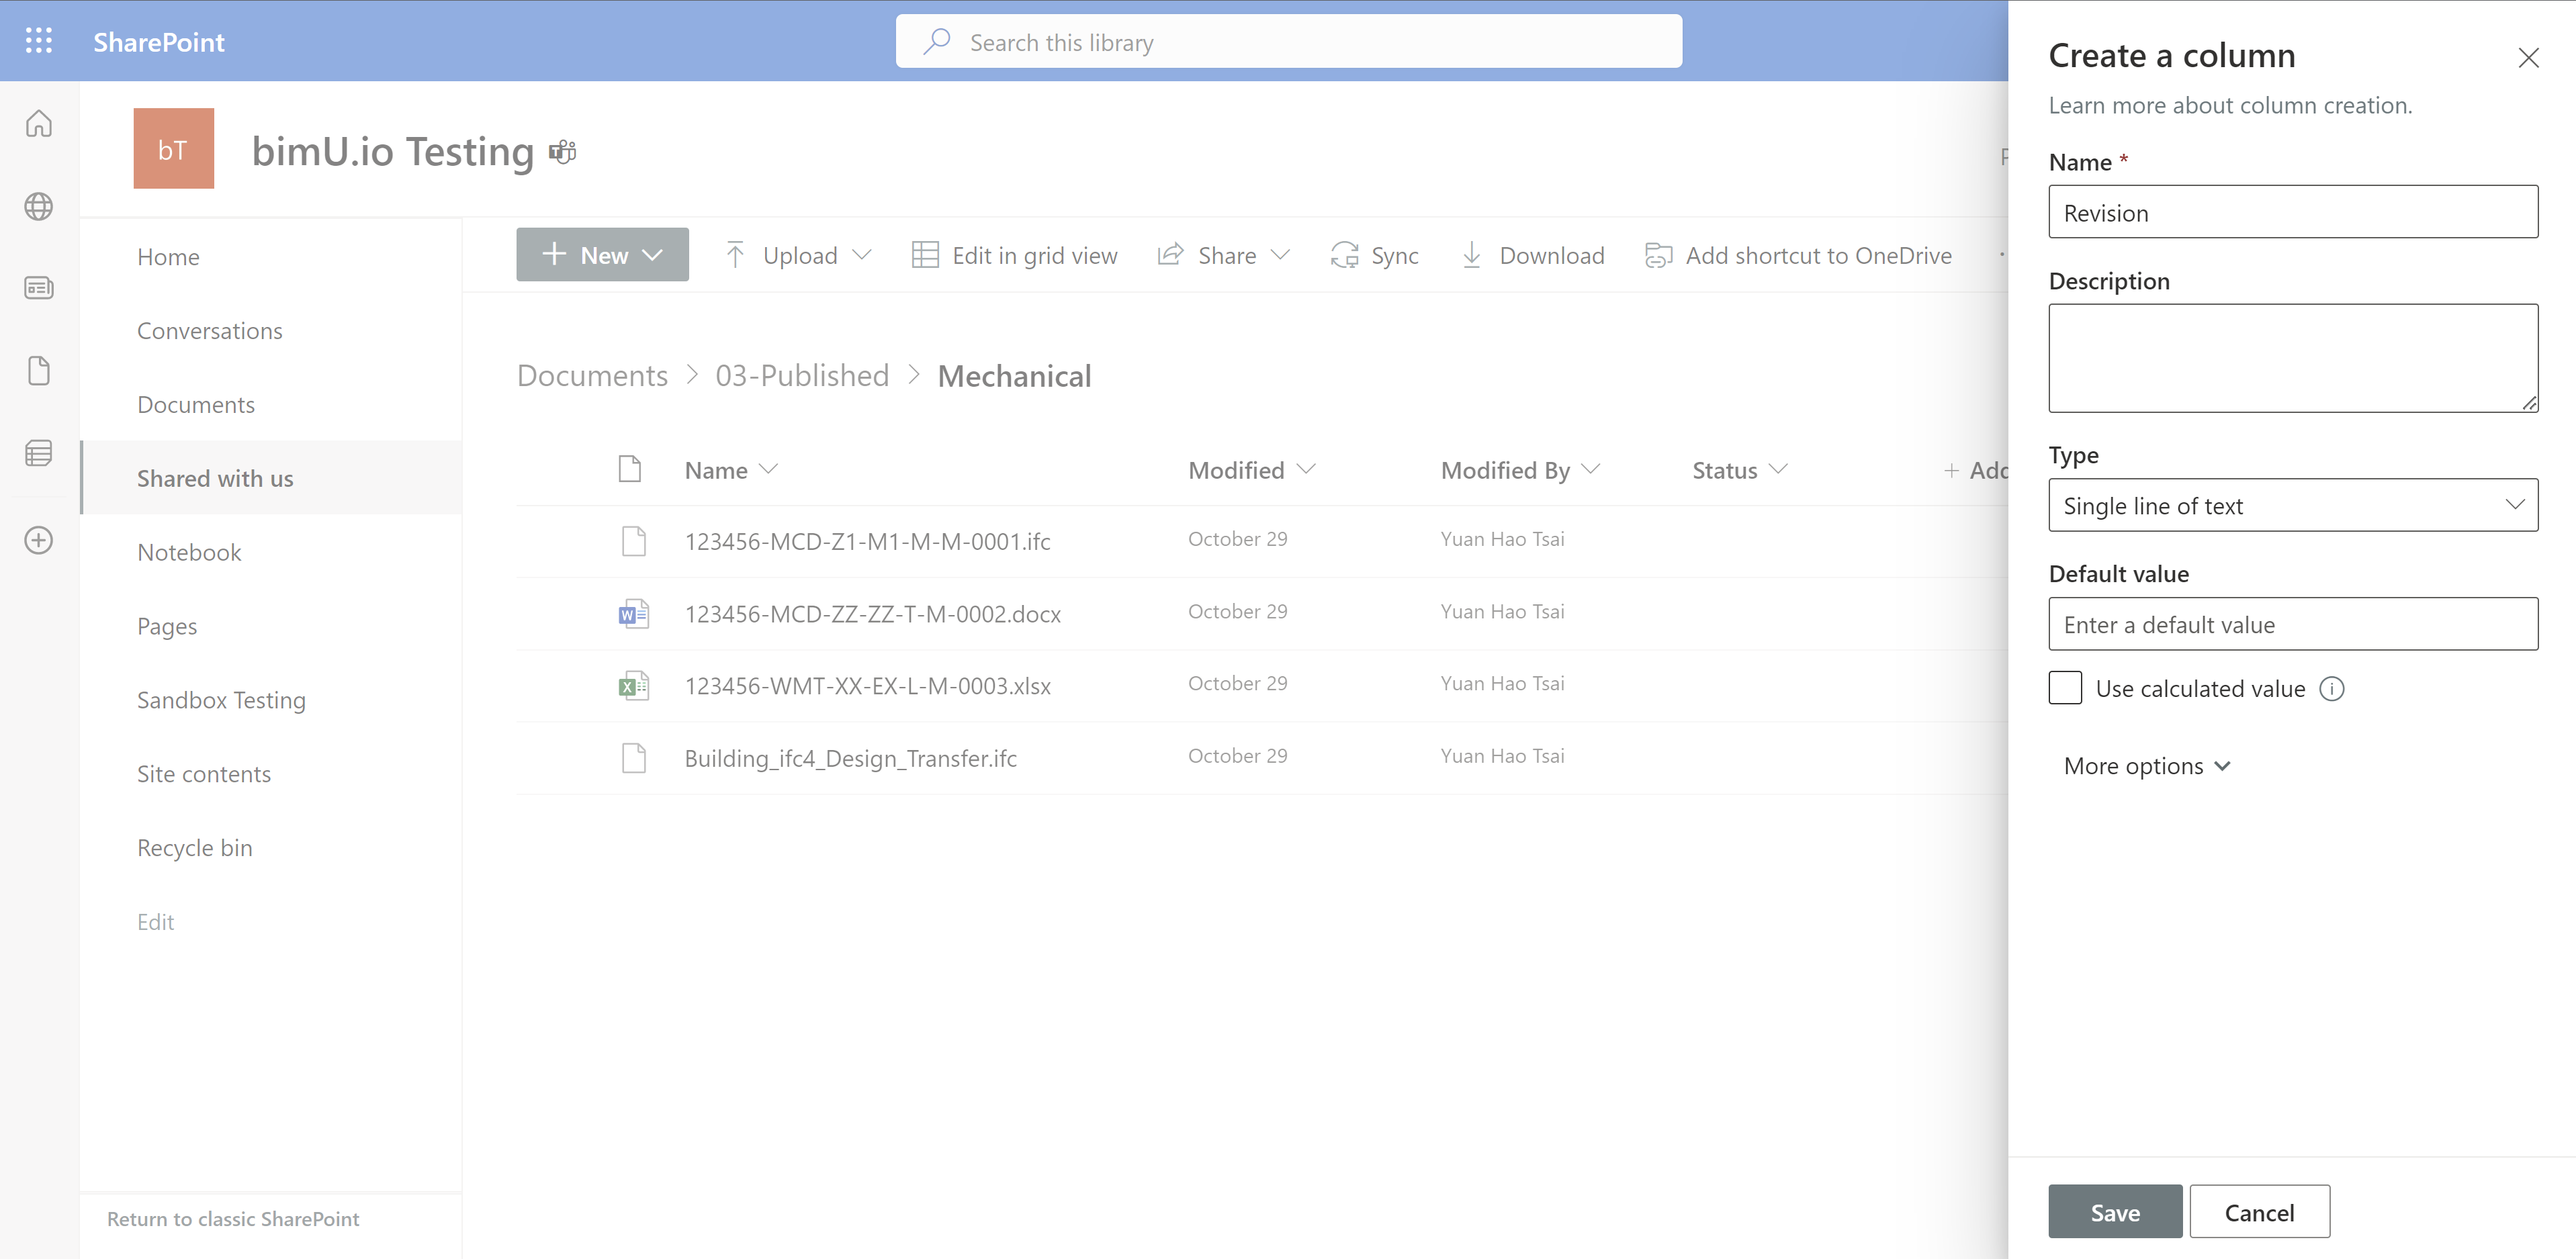 SharePoint
Search this library
bT
bimU.io Testing
Home
Conversations
Documents
Shared with us
Notebook
Pages
Sandbox Testing
Site contents
Recycle bin
Edit
Return to classic SharePoint
New
Upload
Edit in grid view
Share
Sync
Download
Add shortcut to OneDrive
Documents > 03-Published > Mechanical
Name Modified Modified By Status + Add
123456-MCD-Z1-M1-M-M-0001.ifc October 29 Yuan Hao Tsai
123456-MCD-ZZ-ZZ-T-M-0002.docx October 29 Yuan Hao Tsai
123456-WMT-XX-EX-L-M-0003.xlsx October 29 Yuan Hao Tsai
Building_ifc4_Design_Transfer.ifc October 29 Yuan Hao Tsai
Create a column
Learn more about column creation.
Name *
Revision
Description
Type
Single line of text
Default value
Enter a default value
Use calculated value
More options
Save
Cancel